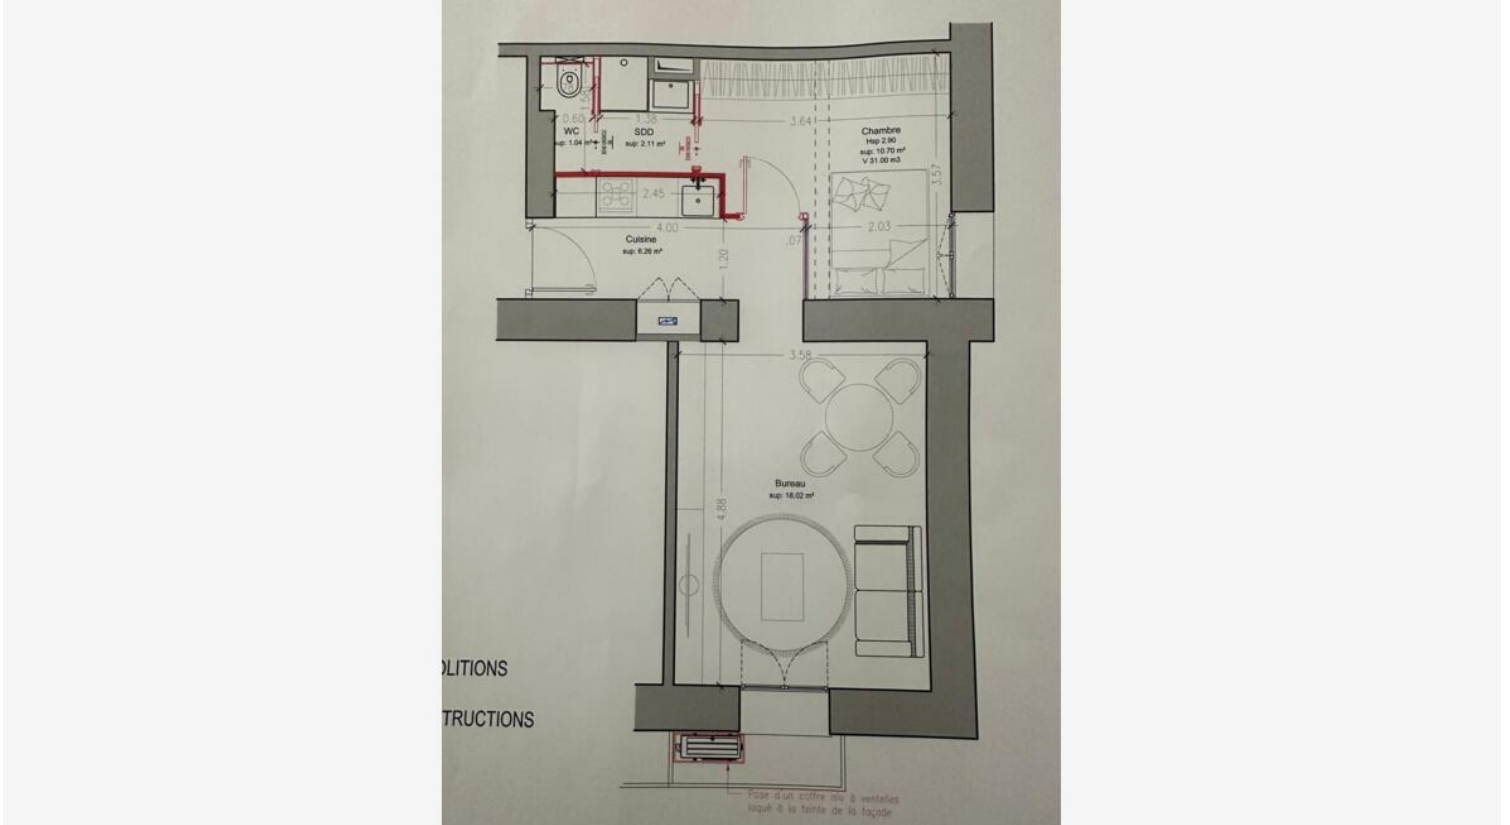 1.58
0.60
1.38
3.64
WC
sup: 1.04 m²
SDD
sup: 2.11 m²
Chambre
Hsp 2.90
sup: 10.70 m²
V 31.00 m3
3.57
2.45
4.00
2.03
.07
Cuisine
sup: 6.26 m²
1.20
3.58
Bureau
sup: 18.02 m²
4.88
OLITIONS
TRUCTIONS
Pose d'un coffre alu à ventelles
laqué à la teinte de la façade